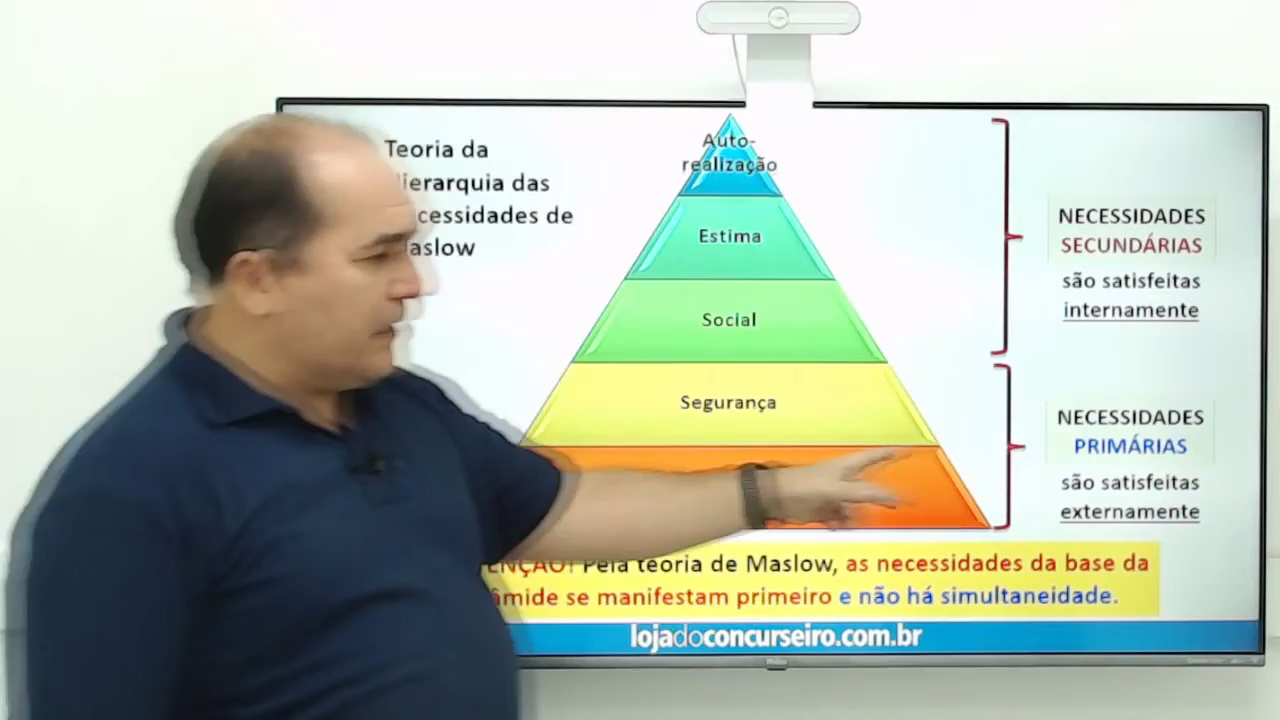 Teoria da
ierarquia das
cessidades de
aslow
Auto-
realização
Estima
Social
Segurança
NECESSIDADES
SECUNDÁRIAS
são satisfeitas
internamente
NECESSIDADES
PRIMÁRIAS
são satisfeitas
externamente
ENÇÃO! Pela teoria de Maslow, as necessidades da base da
âmide se manifestam primeiro e não há simultaneidade.
lojadoconcurseiro.com.br